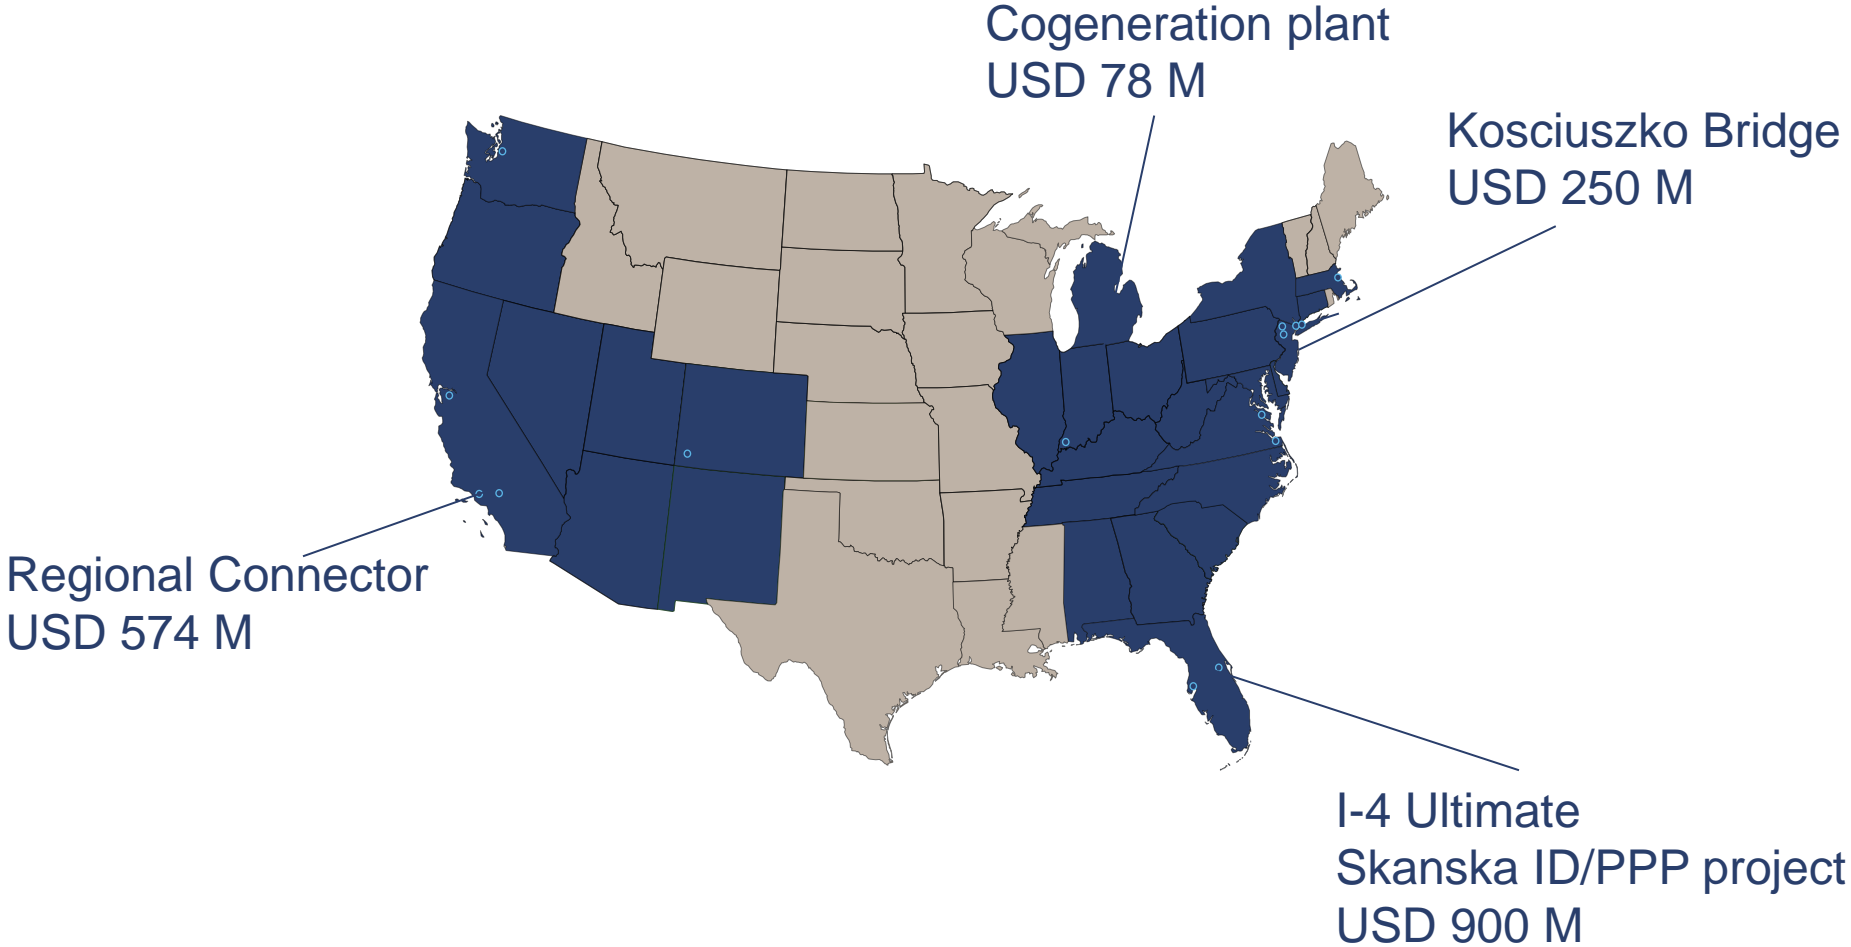 Cogeneration plant
USD 78 M
Kosciuszko Bridge
USD 250 M
Regional Connector
USD 574 M
I-4 Ultimate
Skanska ID/PPP project
USD 900 M